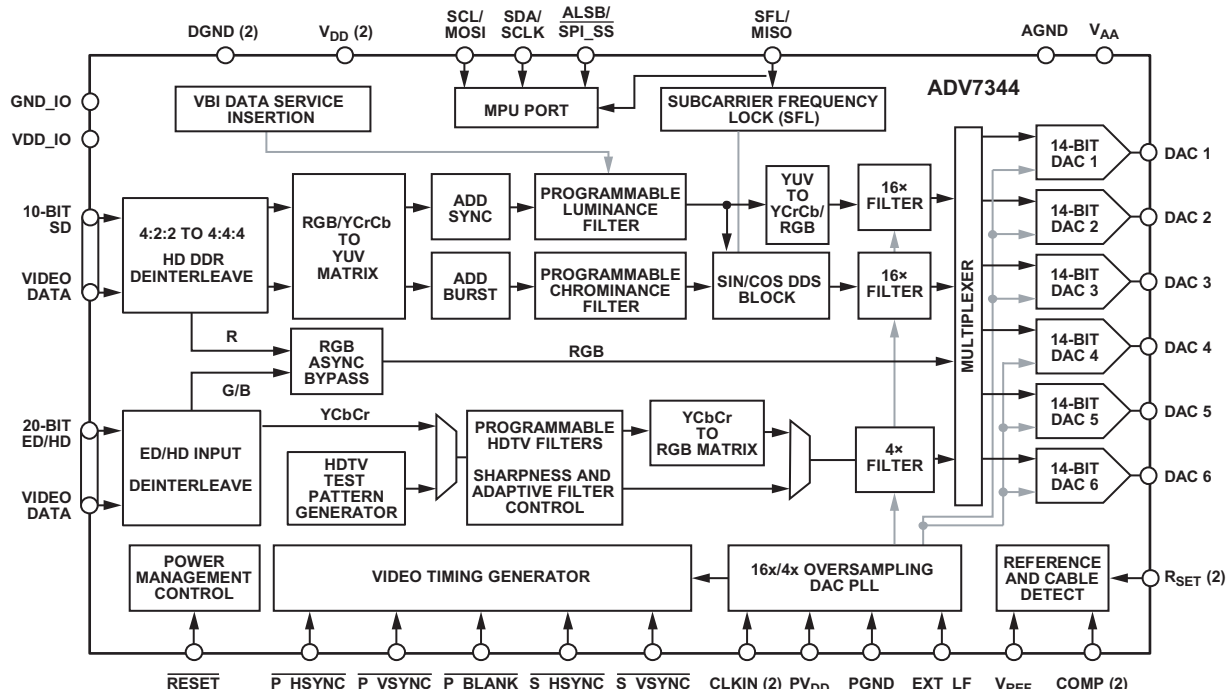 DGND (2)
VDD (2)
SCL/
MOSI
SDA/
SCLK
ALSB/
SPI_SS
SFL/
MISO
AGND
VAA
GND_IO
VDD_IO
ADV7344
VBI DATA SERVICE
INSERTION
MPU PORT
SUBCARRIER FREQUENCY
LOCK (SFL)
10-BIT
SD
VIDEO
DATA
4:2:2 TO 4:4:4
HD DDR
DEINTERLEAVE
RGB/YCrCb
TO
YUV
MATRIX
ADD
SYNC
PROGRAMMABLE
LUMINANCE
FILTER
YUV
TO
YCrCb/
RGB
16×
FILTER
ADD
BURST
PROGRAMMABLE
CHROMINANCE
FILTER
SIN/COS DDS
BLOCK
16×
FILTER
MULTIPLEXER
14-BIT
DAC 1
DAC 1
14-BIT
DAC 2
DAC 2
14-BIT
DAC 3
DAC 3
14-BIT
DAC 4
DAC 4
14-BIT
DAC 5
DAC 5
14-BIT
DAC 6
DAC 6
R
G/B
RGB
ASYNC
BYPASS
RGB
20-BIT
ED/HD
VIDEO
DATA
ED/HD INPUT
DEINTERLEAVE
YCbCr
HDTV
TEST
PATTERN
GENERATOR
PROGRAMMABLE
HDTV FILTERS
SHARPNESS AND
ADAPTIVE FILTER
CONTROL
YCbCr
TO
RGB MATRIX
4×
FILTER
POWER
MANAGEMENT
CONTROL
VIDEO TIMING GENERATOR
16x/4x OVERSAMPLING
DAC PLL
REFERENCE
AND CABLE
DETECT
RSET (2)
RESET
P_HSYNC
P_VSYNC
P_BLANK
S_HSYNC
S_VSYNC
CLKIN (2)
PVDD
PGND
EXT_LF
VREF
COMP (2)